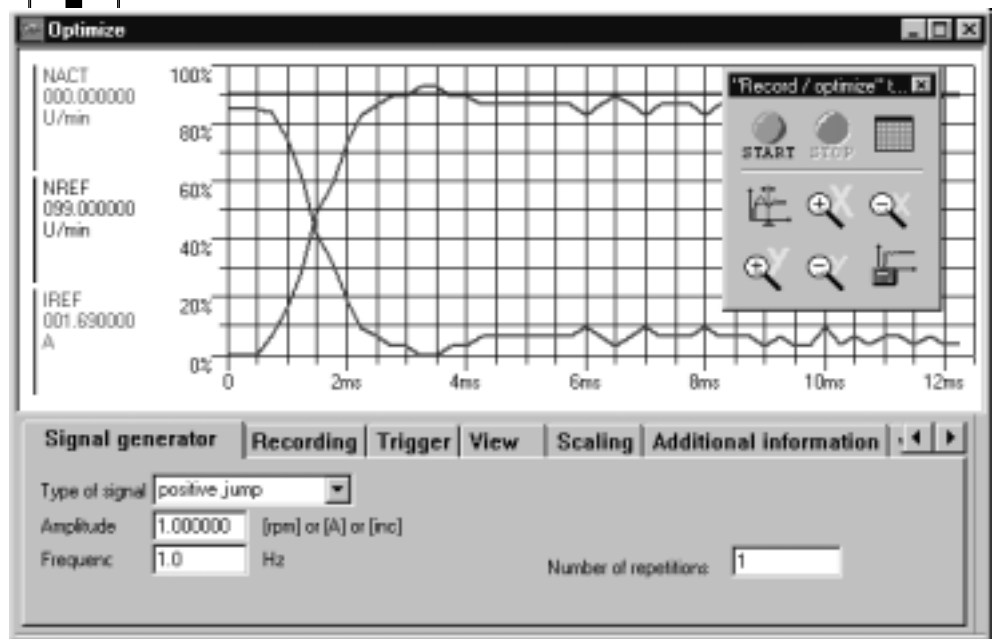 Optimize
NACT
000.000000
U/min
NREF
099.000000
U/min
IREF
001.690000
A
100%
80%
60%
40%
20%
0%
0 2ms 4ms 6ms 8ms 10ms 12ms
"Record / optimize" t...
START STOP
X X
Y Y
Signal generator Recording Trigger View Scaling Additional information
Type of signal positive jump
Amplitude 1.000000 [rpm] or [A] or [inc]
Frequenc 1.0 Hz
Number of repetitions 1